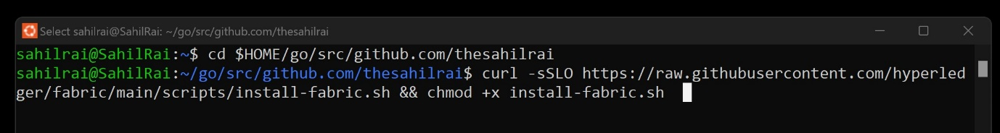 Select sahilrai@SahilRai: ~/go/src/github.com/thesahilrai
sahilrai@SahilRai:~$ cd $HOME/go/src/github.com/thesahilrai
sahilrai@SahilRai:~/go/src/github.com/thesahilrai$ curl -sSLO https://raw.githubusercontent.com/hyperled
ger/fabric/main/scripts/install-fabric.sh && chmod +x install-fabric.sh